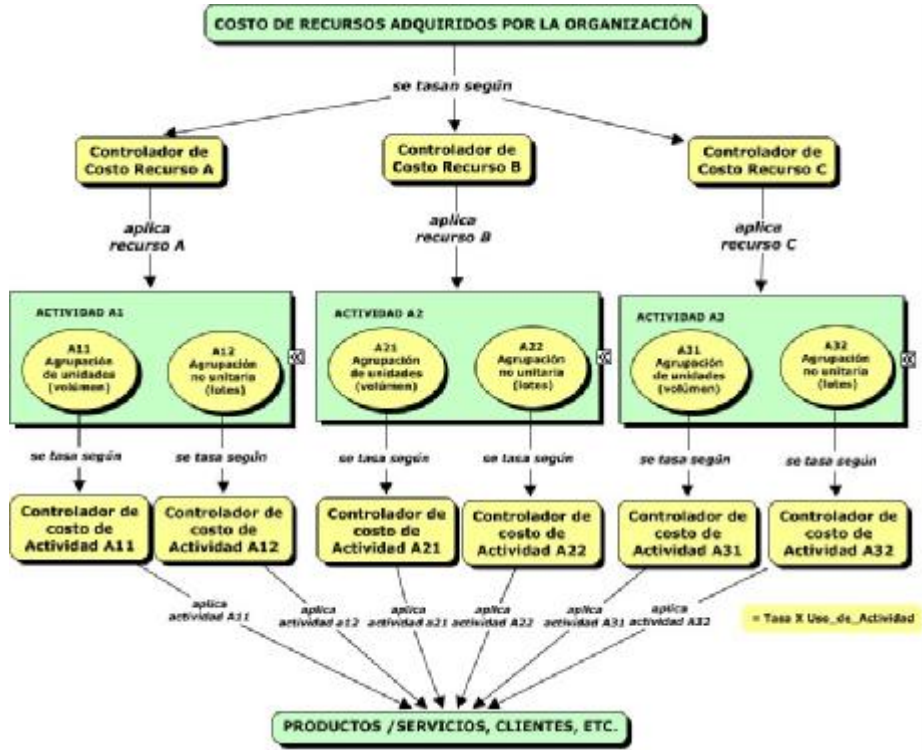 COSTO DE RECURSOS ADQUIRIDOS POR LA ORGANIZACIÓN
se tasan según
Controlador de
Costo Recurso A
Controlador de
Costo Recurso B
Controlador de
Costo Recurso C
aplica
recurso A
aplica
recurso B
aplica
recurso C
ACTIVIDAD A1
A11
Agrupación
de unidades
(volúmen)
A12
Agrupación
no unitaria
(lotes)
ACTIVIDAD A2
A21
Agrupación
de unidades
(volúmen)
A22
Agrupación
no unitaria
(lotes)
ACTIVIDAD A3
A31
Agrupación
de unidades
(volúmen)
A32
Agrupación
no unitaria
(lotes)
se tasa según
se tasa según
se tasa según
se tasa según
se tasa según
se tasa según
Controlador de
costo de
Actividad A11
Controlador de
costo de
Actividad A12
Controlador de
costo de
Actividad A21
Controlador de
costo de
Actividad A22
Controlador de
costo de
Actividad A31
Controlador de
costo de
Actividad A32
aplica
actividad A11
aplica
actividad a12
aplica
actividad a21
aplica
actividad A22
aplica
actividad A31
aplica
actividad A32
= Tasa X Uso_de_Actividad
PRODUCTOS /SERVICIOS, CLIENTES, ETC.